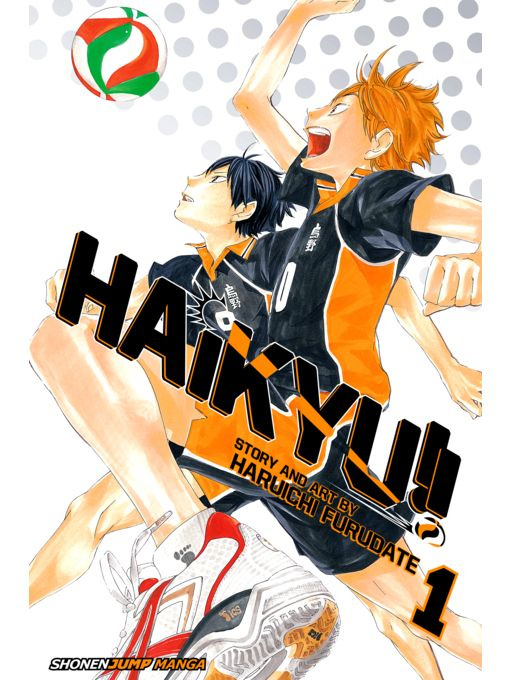 HAIKYU!!
STORY AND ART BY
HARUICHI FURUDATE
1
SHONEN JUMP MANGA